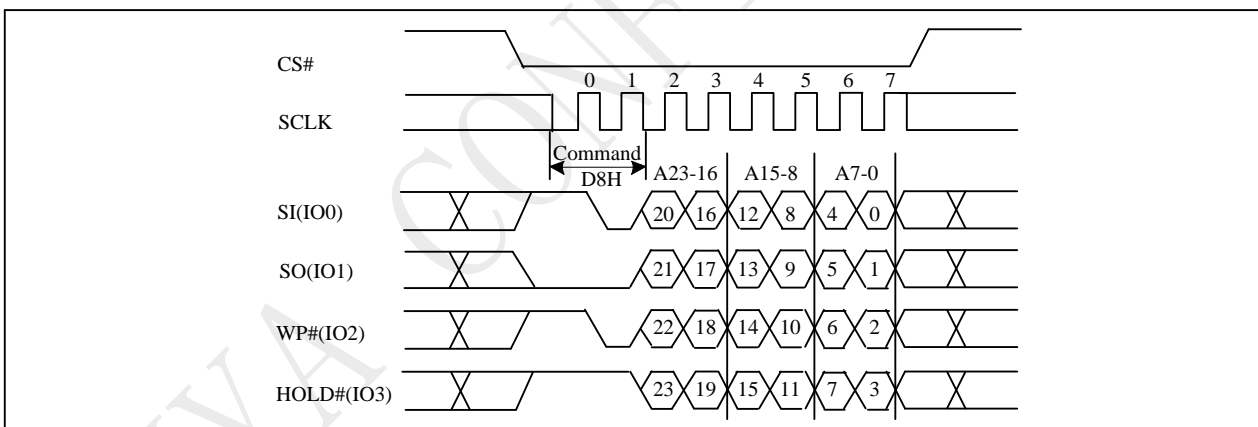 CS#
0 1 2 3 4 5 6 7
SCLK
Command
D8H
A23-16 A15-8 A7-0
SI(IO0) 20 16 12 8 4 0
SO(IO1) 21 17 13 9 5 1
WP#(IO2) 22 18 14 10 6 2
HOLD#(IO3) 23 19 15 11 7 3